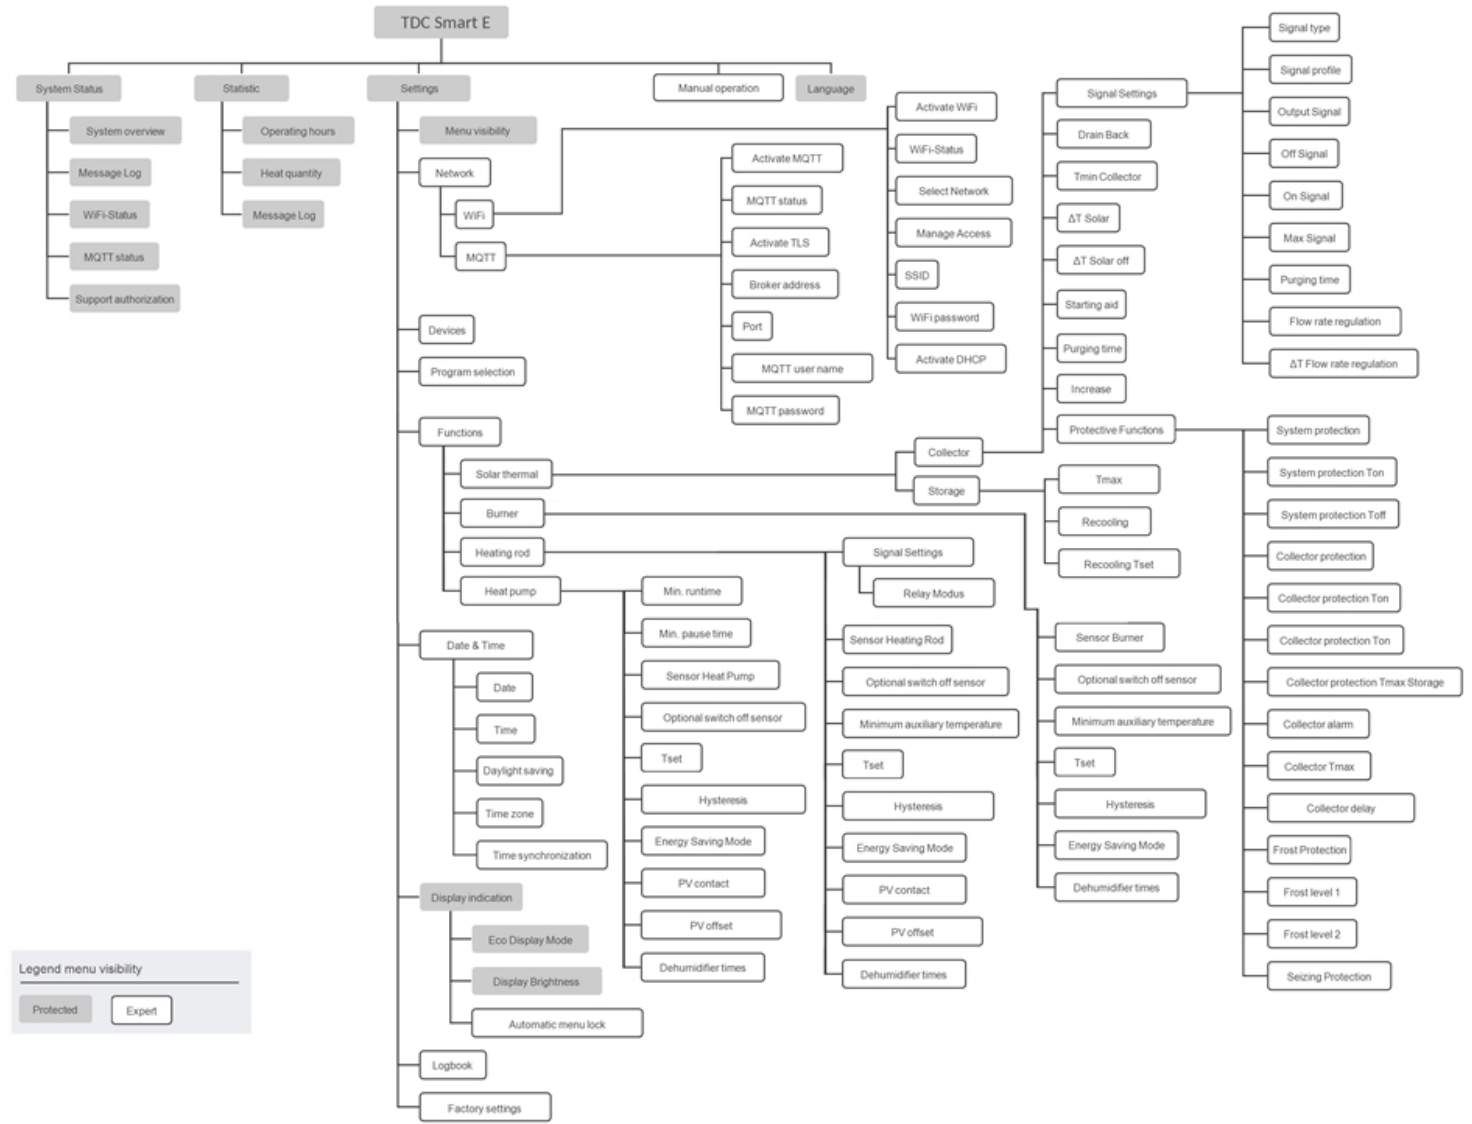 TDC Smart E
System Status
System overview
Message Log
WiFi-Status
MQTT status
Support authorization
Statistic
Operating hours
Heat quantity
Message Log
Settings
Menu visibility
Network
WiFi
Activate WiFi
WiFi-Status
Select Network
Manage Access
SSID
WiFi password
Activate DHCP
MQTT
Activate MQTT
MQTT status
Activate TLS
Broker address
Port
MQTT user name
MQTT password
Devices
Program selection
Functions
Solar thermal
Collector
Signal Settings
Signal type
Signal profile
Output Signal
Off Signal
On Signal
Max Signal
Purging time
Flow rate regulation
ΔT Flow rate regulation
Drain Back
Tmin Collector
ΔT Solar
ΔT Solar off
Starting aid
Purging time
Increase
Protective Functions
System protection
System protection Ton
System protection Toff
Collector protection
Collector protection Ton
Collector protection Ton
Collector protection Tmax Storage
Collector alarm
Collector Tmax
Collector delay
Frost Protection
Frost level 1
Frost level 2
Seizing Protection
Storage
Tmax
Recooling
Recooling Tset
Burner
Sensor Burner
Optional switch off sensor
Minimum auxiliary temperature
Tset
Hysteresis
Energy Saving Mode
Dehumidifier times
Heating rod
Signal Settings
Relay Modus
Sensor Heating Rod
Optional switch off sensor
Minimum auxiliary temperature
Tset
Hysteresis
Energy Saving Mode
PV contact
PV offset
Dehumidifier times
Heat pump
Min. runtime
Min. pause time
Sensor Heat Pump
Optional switch off sensor
Tset
Hysteresis
Energy Saving Mode
PV contact
PV offset
Dehumidifier times
Date & Time
Date
Time
Daylight saving
Time zone
Time synchronization
Display indication
Eco Display Mode
Display Brightness
Automatic menu lock
Logbook
Factory settings
Manual operation
Language
Legend menu visibility
Protected
Expert